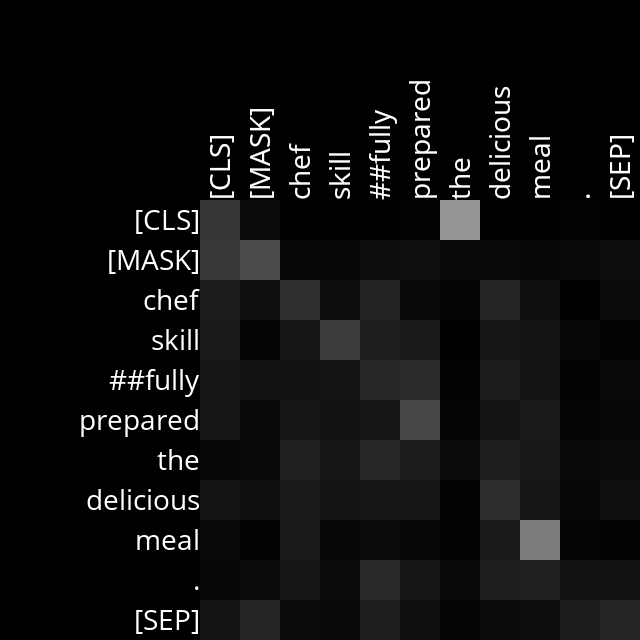 [CLS] [MASK] chef skill ##fully prepared the delicious meal . [SEP]
[CLS]
[MASK]
chef
skill
##fully
prepared
the
delicious
meal
.
[SEP]